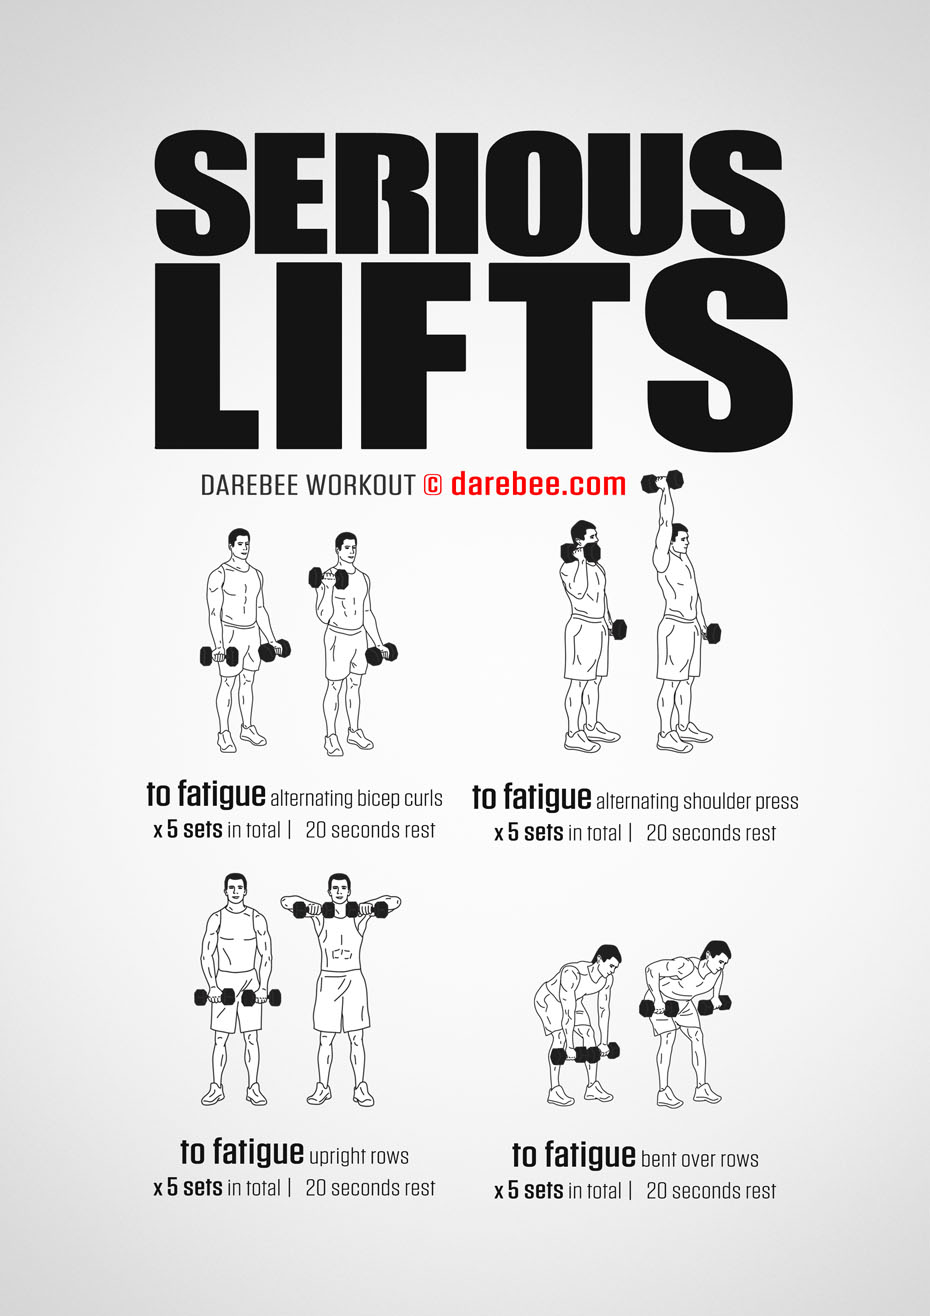 SERIOUS
LIFTS
DAREBEE WORKOUT © darebee.com
to fatigue alternating bicep curls
x 5 sets in total | 20 seconds rest
to fatigue alternating shoulder press
x 5 sets in total | 20 seconds rest
to fatigue upright rows
x 5 sets in total | 20 seconds rest
to fatigue bent over rows
x 5 sets in total | 20 seconds rest